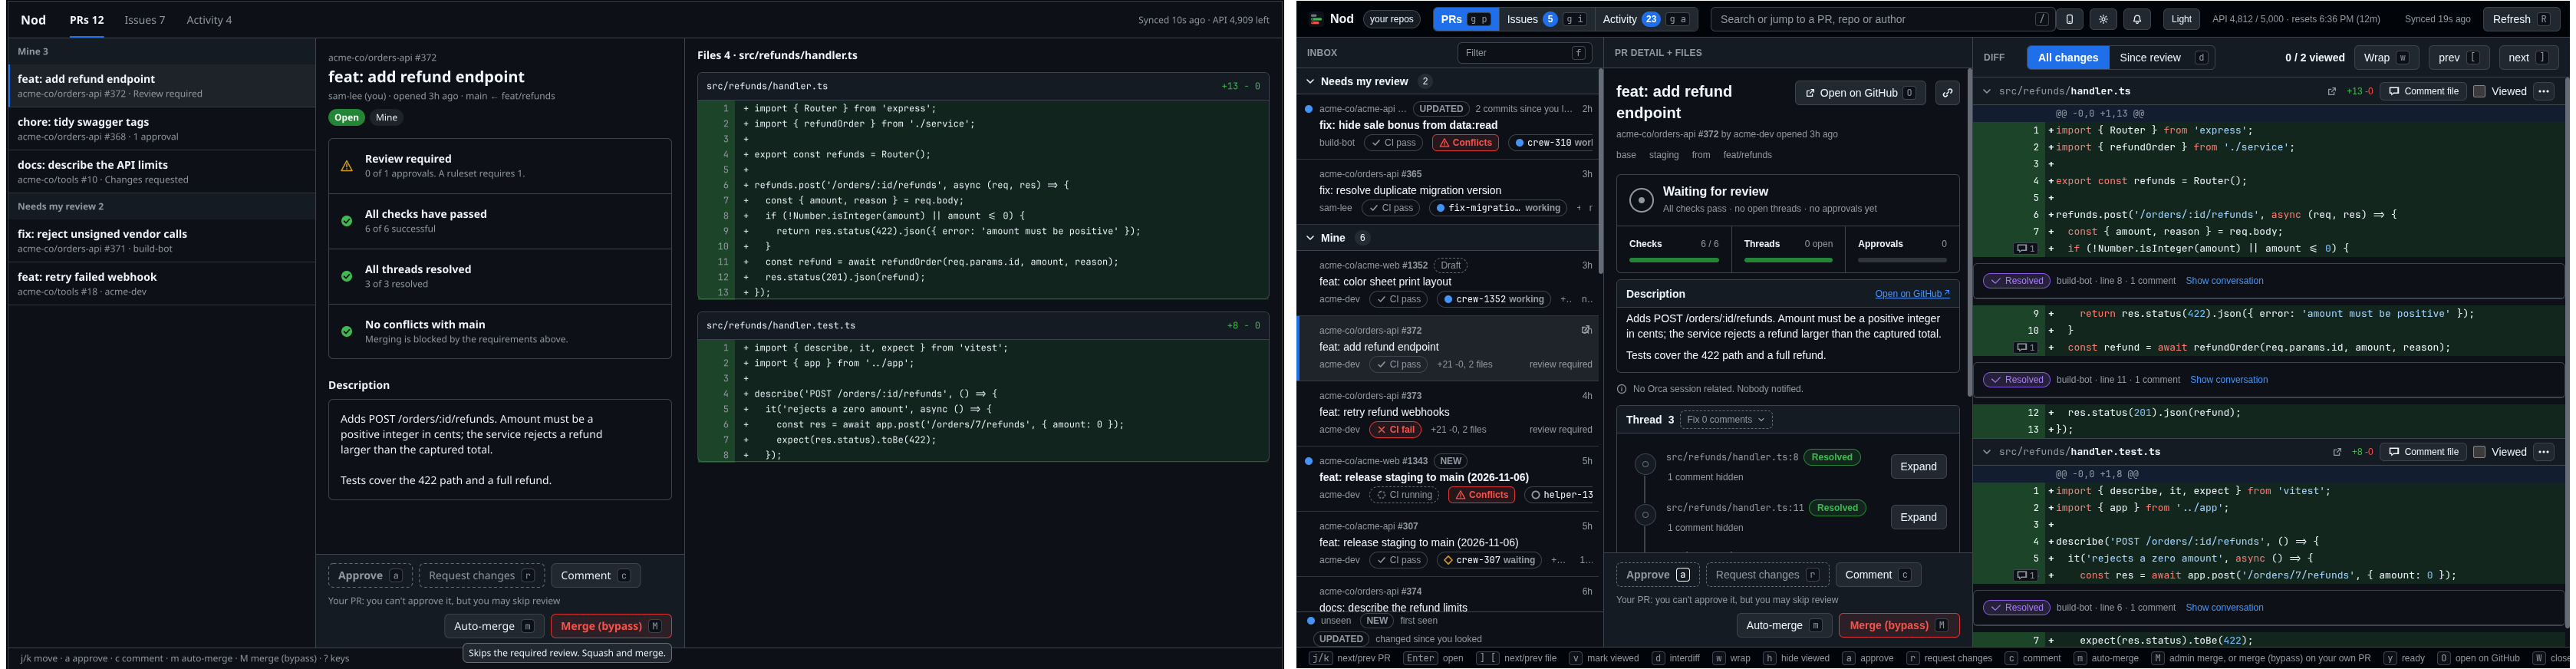 Nod PRs 12 Issues 7 Activity 4 Synced 10s ago · API 4,909 left
Mine 3
feat: add refund endpoint
acme-co/orders-api #372 · Review required
chore: tidy swagger tags
acme-co/orders-api #368 · 1 approval
docs: describe the API limits
acme-co/tools #10 · Changes requested
Needs my review 2
fix: reject unsigned vendor calls
acme-co/orders-api #371 · build-bot
feat: retry failed webhook
acme-co/tools #18 · acme-dev
acme-co/orders-api #372
feat: add refund endpoint
sam-lee (you) · opened 3h ago · main ← feat/refunds
Open Mine
Review required
0 of 1 approvals. A ruleset requires 1.
All checks have passed
6 of 6 successful
All threads resolved
3 of 3 resolved
No conflicts with main
Merging is blocked by the requirements above.
Description
Adds POST /orders/:id/refunds. Amount must be a
positive integer in cents; the service rejects a refund
larger than the captured total.
Tests cover the 422 path and a full refund.
Approve a Request changes r Comment c
Your PR: you can't approve it, but you may skip review
Auto-merge m Merge (bypass) M
Skips the required review. Squash and merge.
Files 4 · src/refunds/handler.ts
src/refunds/handler.ts +13 - 0
1 + import { Router } from 'express';
2 + import { refundOrder } from './service';
3 +
4 + export const refunds = Router();
5 +
6 + refunds.post('/orders/:id/refunds', async (req, res) => {
7 + const { amount, reason } = req.body;
8 + if (!Number.isInteger(amount) || amount <= 0) {
9 + return res.status(422).json({ error: 'amount must be positive' });
10 + }
11 + const refund = await refundOrder(req.params.id, amount, reason);
12 + res.status(201).json(refund);
13 + });
src/refunds/handler.test.ts +8 - 0
1 + import { describe, it, expect } from 'vitest';
2 + import { app } from '../app';
3 +
4 + describe('POST /orders/:id/refunds', () => {
5 + it('rejects a zero amount', async () => {
6 + const res = await app.post('/orders/7/refunds', { amount: 0 });
7 + expect(res.status).toBe(422);
8 + });
j/k move · a approve · c comment · m auto-merge · M merge (bypass) · ? keys
Nod your repos PRs g p Issues 5 g i Activity 23 g a Search or jump to a PR, repo or author / Light API 4,812 / 5,000 · resets 6:36 PM (12m) Synced 19s ago Refresh R
INBOX Filter f
Needs my review 2
acme-co/acme-api ... UPDATED 2 commits since you l... 2h
fix: hide sale bonus from data:read
build-bot CI pass Conflicts crew-310 worl
acme-co/orders-api #365 3h
fix: resolve duplicate migration version
sam-lee CI pass fix-migratio... working + r
Mine 6
acme-co/acme-web #1352 Draft 3h
feat: color sheet print layout
acme-dev CI pass crew-1352 working +.. n..
acme-co/orders-api #372
feat: add refund endpoint
acme-dev CI pass +21 -0, 2 files review required
acme-co/orders-api #373 4h
feat: retry refund webhooks
acme-dev CI fail +21 -0, 2 files review required
acme-co/acme-web #1343 NEW 5h
feat: release staging to main (2026-11-06)
acme-dev CI running Conflicts helper-13
acme-co/acme-api #307 5h
feat: release staging to main (2026-11-06)
acme-dev CI pass crew-307 waiting +... 1...
acme-co/orders-api #374 6h
docs: describe the refund limits
unseen NEW first seen
UPDATED changed since you looked
PR DETAIL + FILES
feat: add refund endpoint
Open on GitHub O
acme-co/orders-api #372 by acme-dev opened 3h ago
base staging from feat/refunds
Waiting for review
All checks pass · no open threads · no approvals yet
Checks 6 / 6 Threads 0 open Approvals 0
Description Open on GitHub ↗
Adds POST /orders/:id/refunds. Amount must be a positive integer
in cents; the service rejects a refund larger than the captured total.
Tests cover the 422 path and a full refund.
No Orca session related. Nobody notified.
Thread 3 Fix 0 comments
src/refunds/handler.ts:8 Resolved Expand
1 comment hidden
src/refunds/handler.ts:11 Resolved Expand
1 comment hidden
Approve a Request changes r Comment c
Your PR: you can't approve it, but you may skip review
Auto-merge m Merge (bypass) M
DIFF All changes Since review d 0 / 2 viewed Wrap w prev [ next ]
src/refunds/handler.ts +13 -0 Comment file Viewed ...
@@ -0,0 +1,13 @@
1 +import { Router } from 'express';
2 +import { refundOrder } from './service';
3 +
4 +export const refunds = Router();
5 +
6 +refunds.post('/orders/:id/refunds', async (req, res) => {
7 + const { amount, reason } = req.body;
1 8 + if (!Number.isInteger(amount) || amount <= 0) {
Resolved build-bot · line 8 · 1 comment Show conversation
9 + return res.status(422).json({ error: 'amount must be positive' });
10 + }
1 11 + const refund = await refundOrder(req.params.id, amount, reason);
Resolved build-bot · line 11 · 1 comment Show conversation
12 + res.status(201).json(refund);
13 +});
src/refunds/handler.test.ts +8 -0 Comment file Viewed ...
@@ -0,0 +1,8 @@
1 +import { describe, it, expect } from 'vitest';
2 +import { app } from '../app';
3 +
4 +describe('POST /orders/:id/refunds', () => {
5 + it('rejects a zero amount', async () => {
1 6 + const res = await app.post('/orders/7/refunds', { amount: 0 });
Resolved build-bot · line 6 · 1 comment Show conversation
7 + expect(res.status).toBe(422);
j/k next/prev PR Enter open ] [ next/prev file v mark viewed d interdiff w wrap h hide viewed a approve r request changes c comment m auto-merge M admin merge, or merge (bypass) on your own PR y ready O open on GitHub W clos